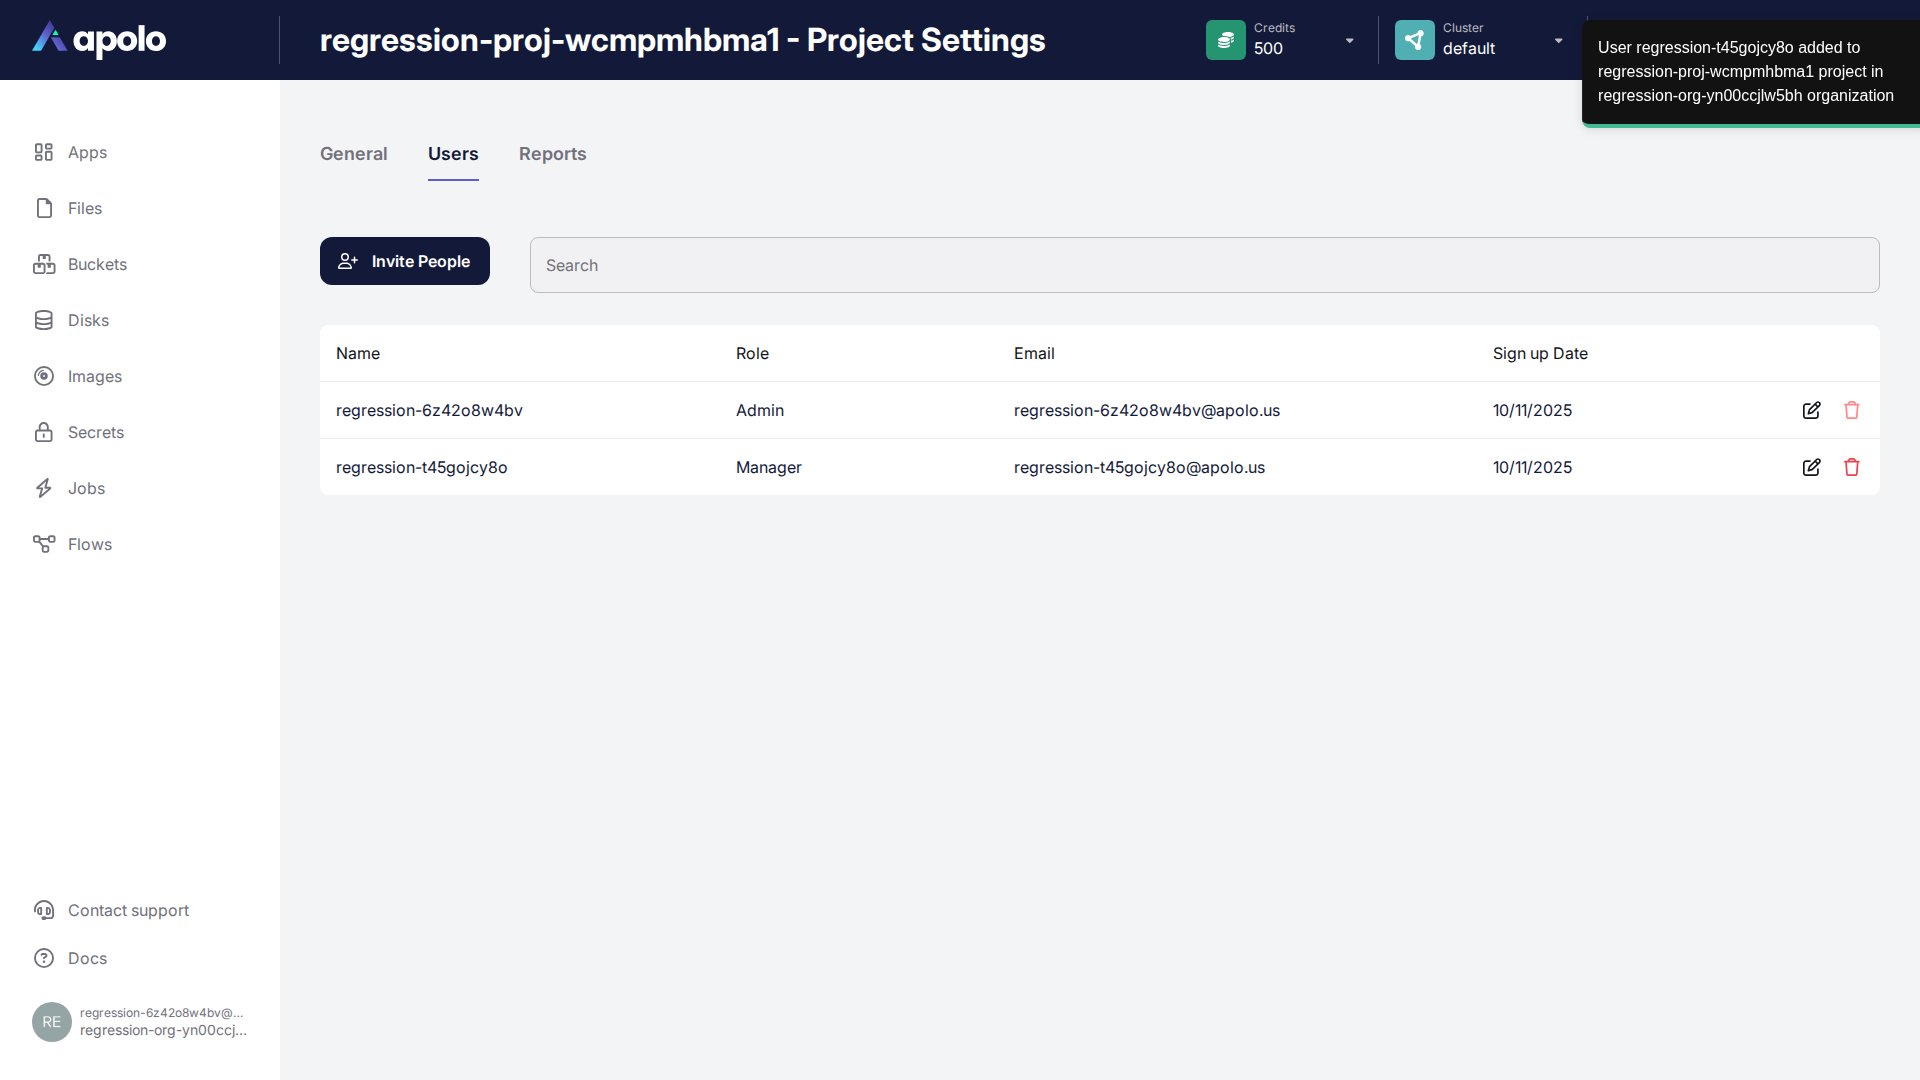 apolo
regression-proj-wcmpmhbma1 - Project Settings
Credits
500
Cluster
default
User regression-t45gojcy8o added to
regression-proj-wcmpmhbma1 project in
regression-org-yn00ccjlw5bh organization
Apps
Files
Buckets
Disks
Images
Secrets
Jobs
Flows
General Users Reports
Invite People
Search
Name Role Email Sign up Date
regression-6z42o8w4bv Admin regression-6z42o8w4bv@apolo.us 10/11/2025
regression-t45gojcy8o Manager regression-t45gojcy8o@apolo.us 10/11/2025
Contact support
Docs
RE
regression-6z42o8w4bv@...
regression-org-yn00ccj...